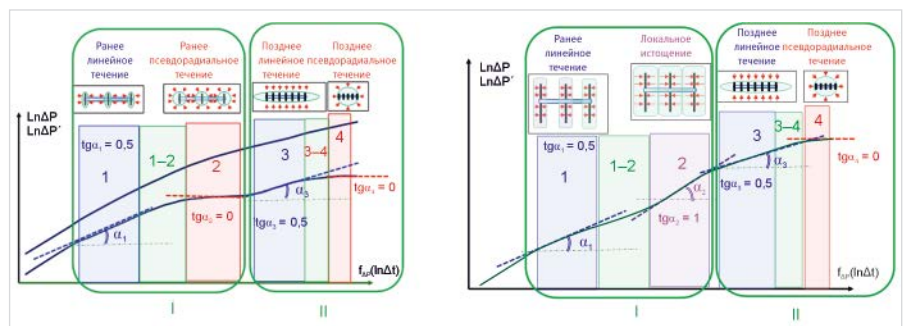 Ранее
линейное
течение
Ранее
псевдорадиальное
течение
Позднее
линейное
течение
Позднее
псевдорадиальное
течение
LnΔP
LnΔP′
tgα₁ = 0,5
1
1–2
2
tgα₂ = 0
3
3–4
4
tgα₃ = 0,5
tgα₄ = 0
α₁
α₃
fΔP(lnΔt)
I
II
Ранее линейное
течение
Локальное
истощение
Позднее
линейное
течение
Позднее
псевдорадиальное
течение
LnΔP
LnΔP′
tgα₁ = 0,5
1
1–2
2
tgα₂ = 1
3
3–4
4
tgα₃ = 0,5
tgα₄ = 0
α₁
α₂
α₃
fΔP(lnΔt)
I
II